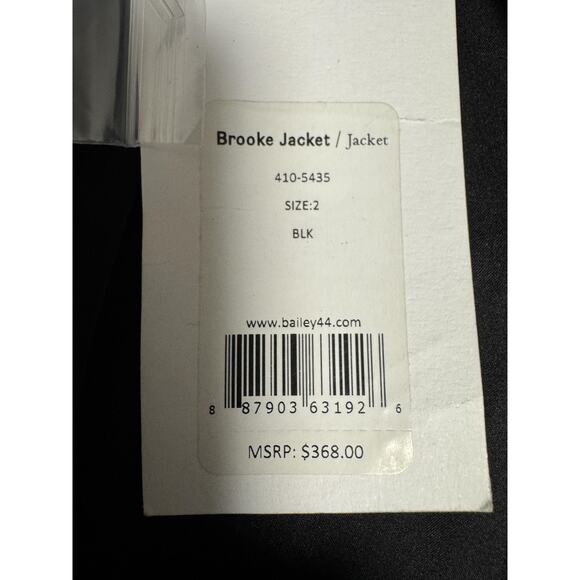 Brooke Jacket / Jacket
410-5435
SIZE:2
BLK
www.bailey44.com
8 87903 63192 6
MSRP: $368.00